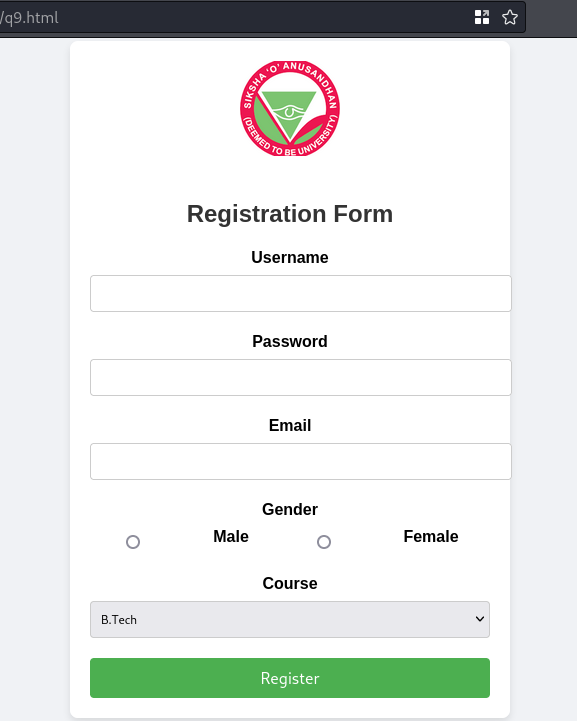 /q9.html
SIKSHA 'O' ANUSANDHAN
(DEEMED TO BE UNIVERSITY)
Registration Form
Username
Password
Email
Gender
Male Female
Course
B.Tech
Register